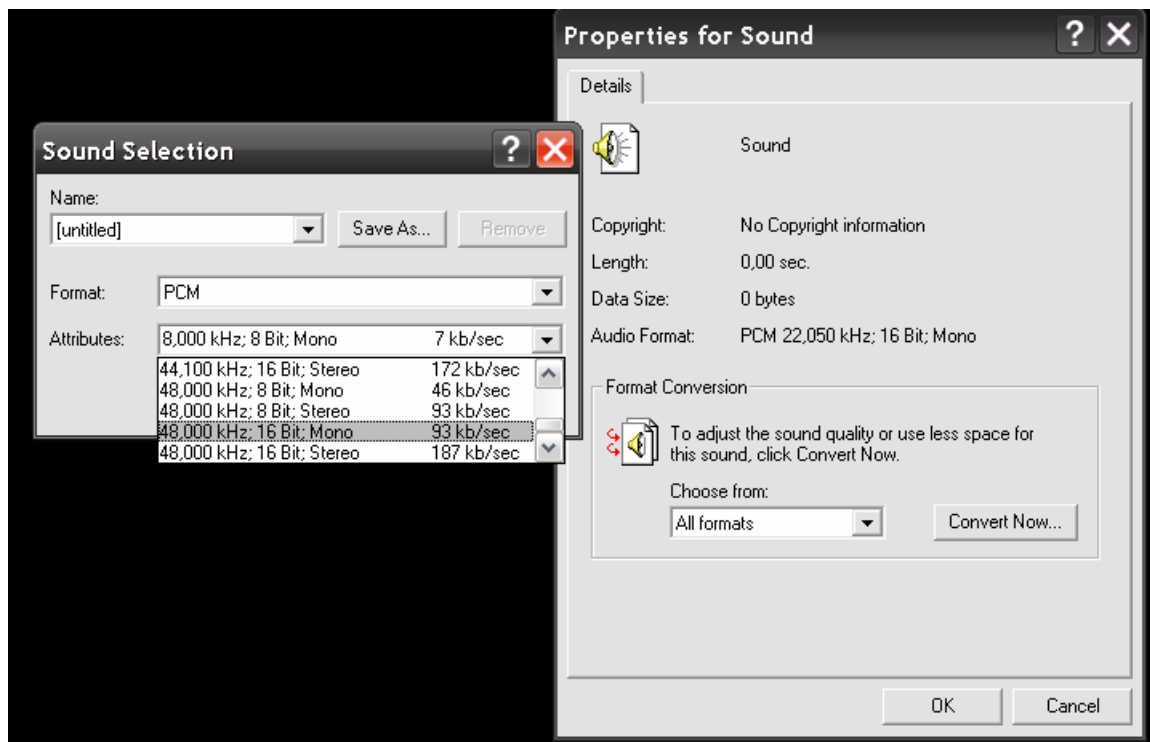 Properties for Sound
Details
Sound
Copyright: No Copyright information
Length: 0,00 sec.
Data Size: 0 bytes
Audio Format: PCM 22,050 kHz; 16 Bit; Mono
Format Conversion
To adjust the sound quality or use less space for
this sound, click Convert Now.
Choose from:
All formats Convert Now...
OK Cancel
Sound Selection
Name:
[untitled] Save As... Remove
Format: PCM
Attributes: 8,000 kHz; 8 Bit; Mono 7 kb/sec
44,100 kHz; 16 Bit; Stereo 172 kb/sec
48,000 kHz; 8 Bit; Mono 46 kb/sec
48,000 kHz; 8 Bit; Stereo 93 kb/sec
48,000 kHz; 16 Bit; Mono 93 kb/sec
48,000 kHz; 16 Bit; Stereo 187 kb/sec